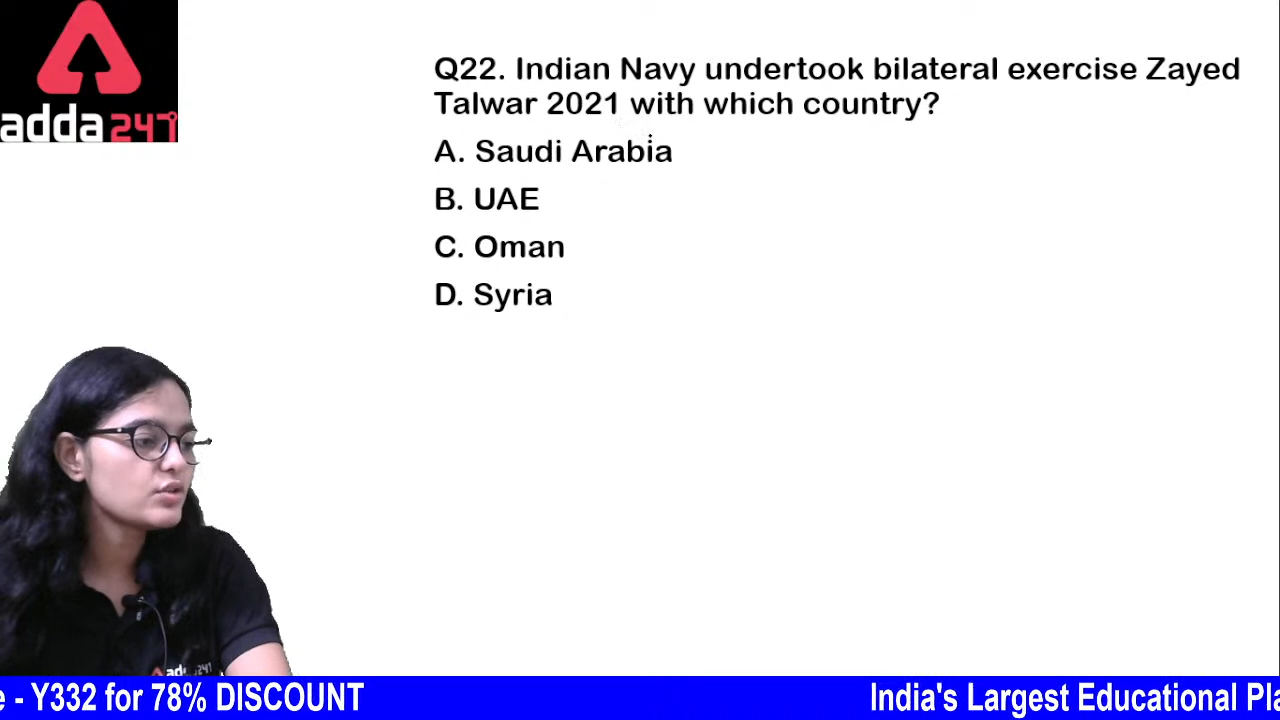 adda247
Q22. Indian Navy undertook bilateral exercise Zayed
Talwar 2021 with which country?
A. Saudi Arabia
B. UAE
C. Oman
D. Syria
adda247
e - Y332 for 78% DISCOUNT
India's Largest Educational Pla